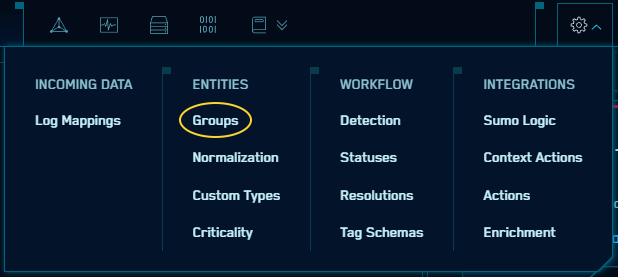 0101
1001
INCOMING DATA
Log Mappings
ENTITIES
Groups
Normalization
Custom Types
Criticality
WORKFLOW
Detection
Statuses
Resolutions
Tag Schemas
INTEGRATIONS
Sumo Logic
Context Actions
Actions
Enrichment